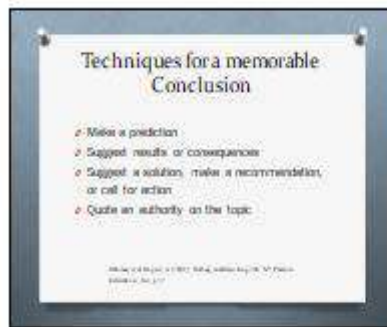 Techniques for a memorable
Conclusion
Make a prediction
Suggest results or consequences
Suggest a solution, make a recommendation,
or call for action
Quote an authority on the topic